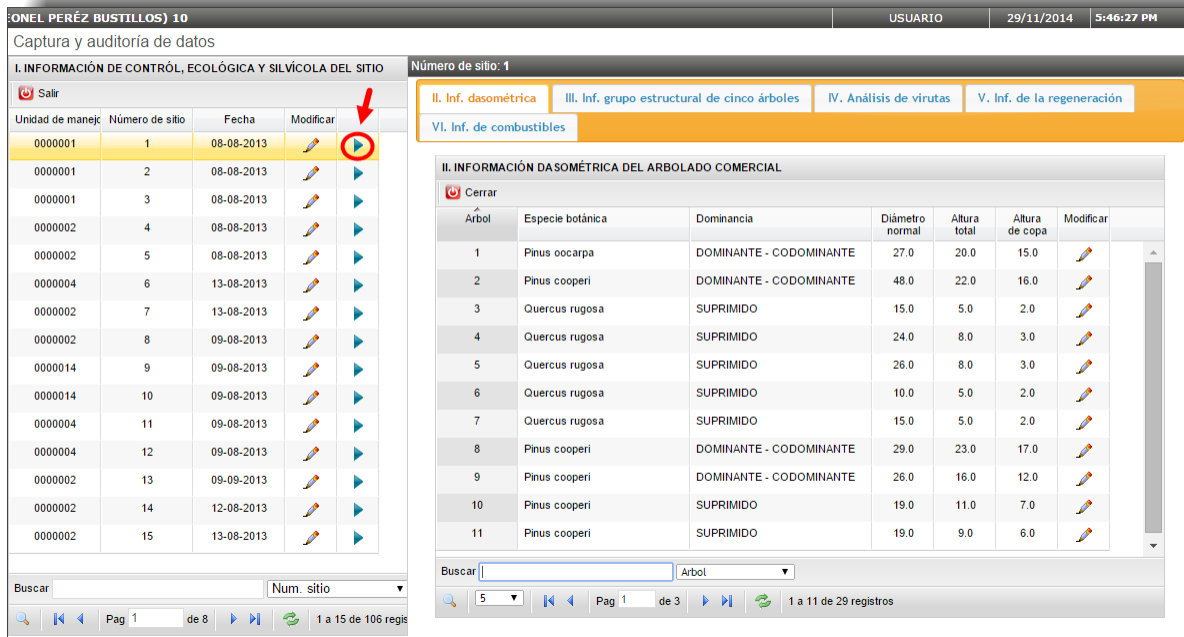 EONEL PERÉZ BUSTILLOS) 10 USUARIO 29/11/2014 5:46:27 PM
Captura y auditoría de datos
I. INFORMACIÓN DE CONTRÓL, ECOLÓGICA Y SILVÍCOLA DEL SITIO
Salir
Unidad de manejo Número de sitio Fecha Modificar
0000001 1 08-08-2013
0000001 2 08-08-2013
0000001 3 08-08-2013
0000002 4 08-08-2013
0000002 5 08-08-2013
0000004 6 13-08-2013
0000002 7 13-08-2013
0000002 8 09-08-2013
0000014 9 09-08-2013
0000014 10 09-08-2013
0000004 11 09-08-2013
0000004 12 09-08-2013
0000002 13 09-09-2013
0000002 14 12-08-2013
0000002 15 13-08-2013
Buscar Num. sitio
Pag 1 de 8 1 a 15 de 106 regis
Número de sitio: 1
II. Inf. dasométrica III. Inf. grupo estructural de cinco árboles IV. Análisis de virutas V. Inf. de la regeneración
VI. Inf. de combustibles
II. INFORMACIÓN DASOMÉTRICA DEL ARBOLADO COMERCIAL
Cerrar
Arbol Especie botánica Dominancia Diámetro normal Altura total Altura de copa Modificar
1 Pinus oocarpa DOMINANTE - CODOMINANTE 27.0 20.0 15.0
2 Pinus cooperi DOMINANTE - CODOMINANTE 48.0 22.0 16.0
3 Quercus rugosa SUPRIMIDO 15.0 5.0 2.0
4 Quercus rugosa SUPRIMIDO 24.0 8.0 3.0
5 Quercus rugosa SUPRIMIDO 26.0 8.0 3.0
6 Quercus rugosa SUPRIMIDO 10.0 5.0 2.0
7 Quercus rugosa SUPRIMIDO 15.0 5.0 2.0
8 Pinus cooperi DOMINANTE - CODOMINANTE 29.0 23.0 17.0
9 Pinus cooperi DOMINANTE - CODOMINANTE 26.0 16.0 12.0
10 Pinus cooperi SUPRIMIDO 19.0 11.0 7.0
11 Pinus cooperi SUPRIMIDO 19.0 9.0 6.0
Buscar Arbol
5 Pag 1 de 3 1 a 11 de 29 registros